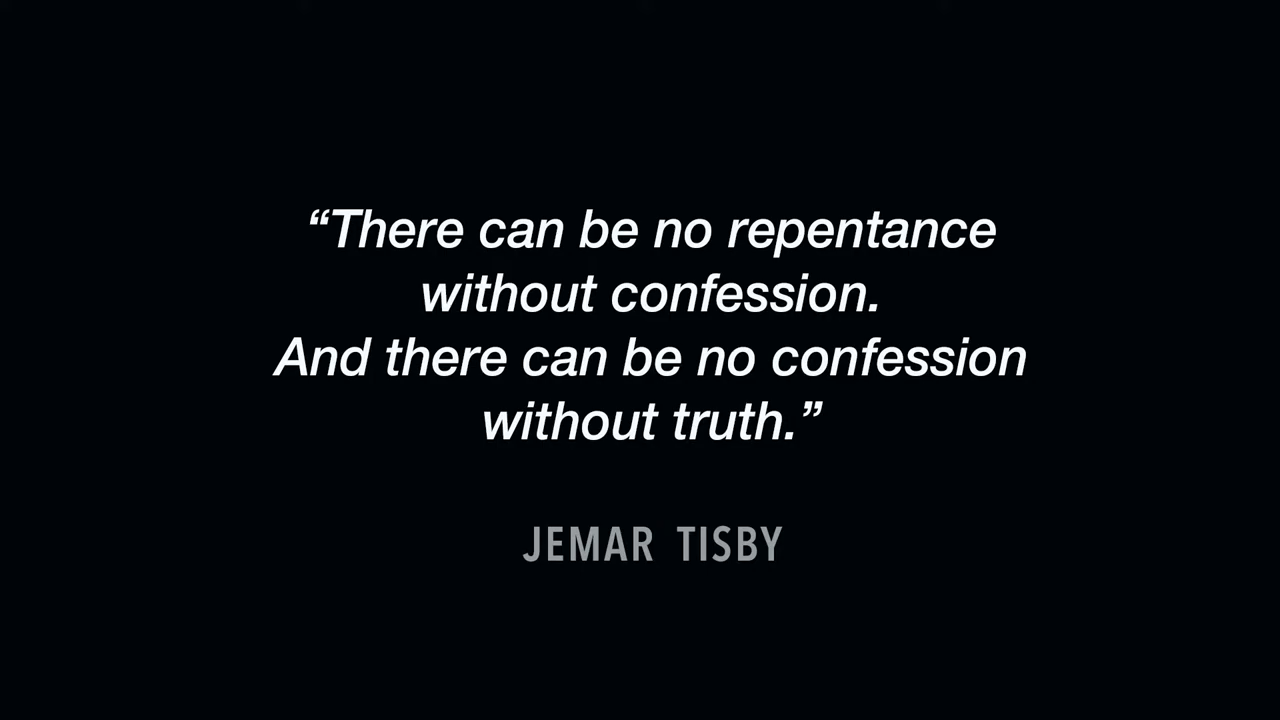 “There can be no repentance
without confession.
And there can be no confession
without truth.”
JEMAR TISBY